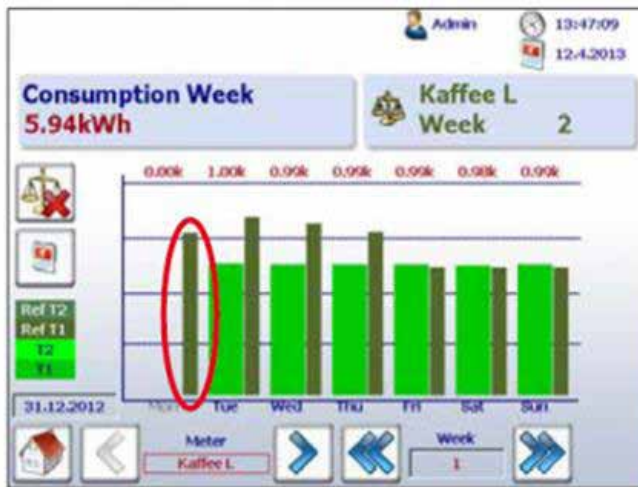 Admin
13:47:09
12.4.2013
Consumption Week
5.94kWh
Kaffee L
Week 2
0.00k 1.00k 0.99k 0.99k 0.99k 0.98k 0.99k
Ref T2
Ref T1
T2
T1
31.12.2012
Mon Tue Wed Thu Fri Sat Sun
Meter
Kaffee L
Week
1